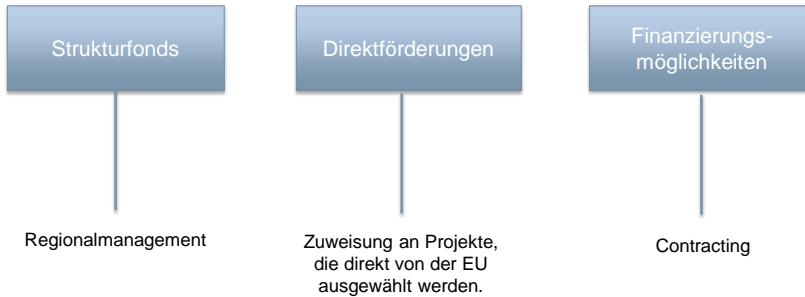 Strukturfonds
Direktförderungen
Finanzierungs-
möglichkeiten
Regionalmanagement
Zuweisung an Projekte,
die direkt von der EU
ausgewählt werden.
Contracting